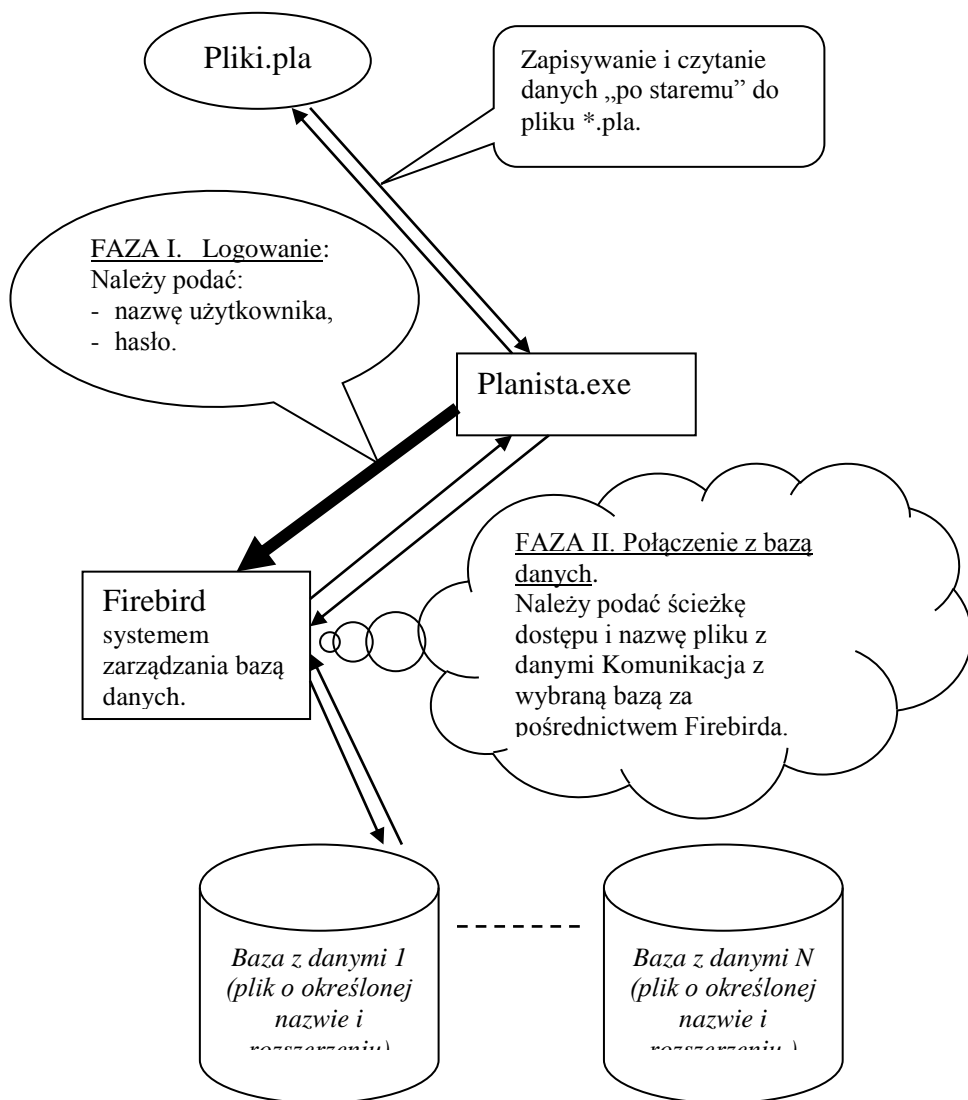 Pliki.pla
Zapisywanie i czytanie
danych „po staremu” do
pliku *.pla.
FAZA I. Logowanie:
Należy podać:
- nazwę użytkownika,
- hasło.
Planista.exe
FAZA II. Połączenie z bazą
danych.
Należy podać ścieżkę
dostępu i nazwę pliku z
danymi Komunikacja z
wybraną bazą za
pośrednictwem Firebirda.
Firebird
systemem
zarządzania bazą
danych.
Baza z danymi 1
(plik o określonej
nazwie i
rozszerzeniu)
Baza z danymi N
(plik o określonej
nazwie i
rozszerzeniu )